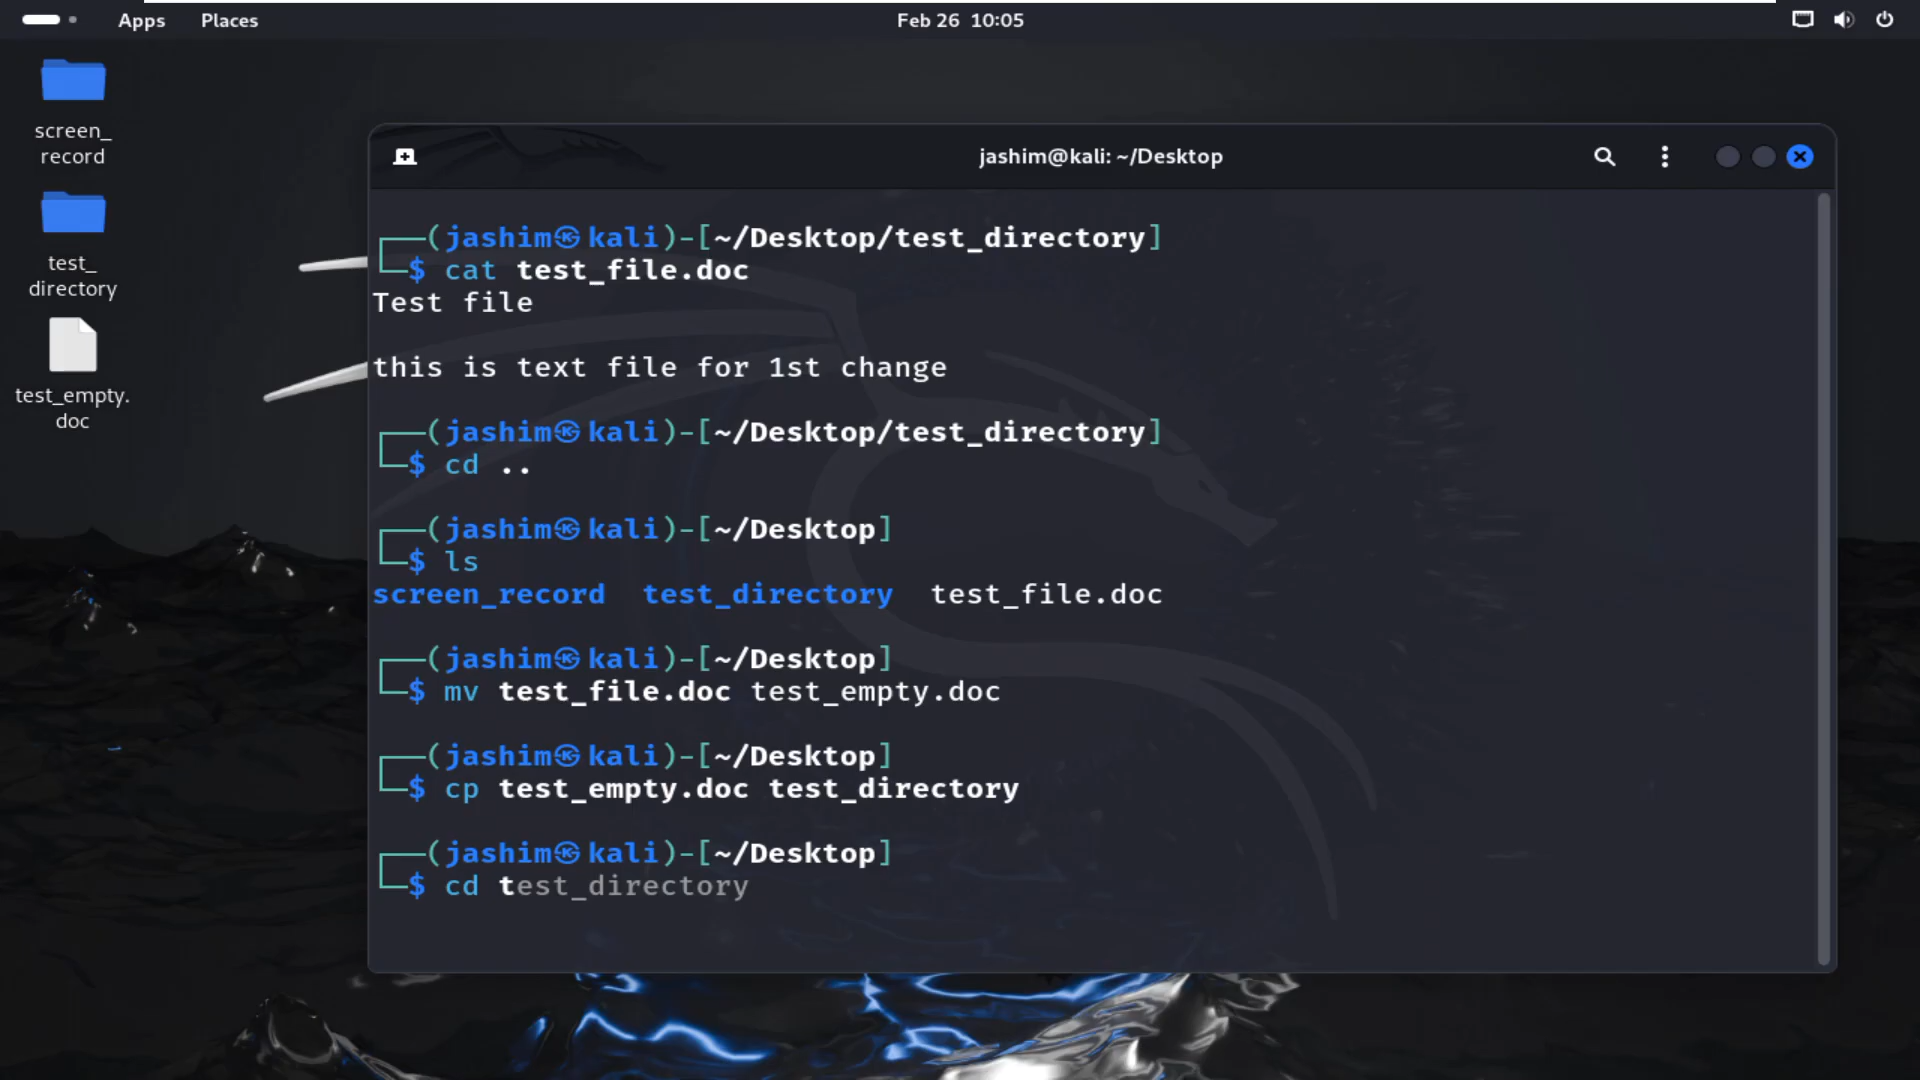 Apps Places Feb 26 10:05
screen_
record
test_
directory
test_empty.
doc
jashim@kali: ~/Desktop
┌──(jashim㉿kali)-[~/Desktop/test_directory]
└─$ cat test_file.doc
Test file
this is text file for 1st change
┌──(jashim㉿kali)-[~/Desktop/test_directory]
└─$ cd ..
┌──(jashim㉿kali)-[~/Desktop]
└─$ ls
screen_record  test_directory  test_file.doc
┌──(jashim㉿kali)-[~/Desktop]
└─$ mv test_file.doc test_empty.doc
┌──(jashim㉿kali)-[~/Desktop]
└─$ cp test_empty.doc test_directory
┌──(jashim㉿kali)-[~/Desktop]
└─$ cd test_directory